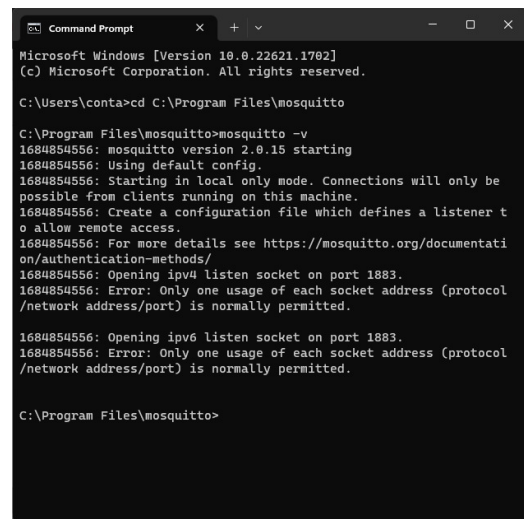 Command Prompt
Microsoft Windows [Version 10.0.22621.1702]
(c) Microsoft Corporation. All rights reserved.
C:\Users\conta>cd C:\Program Files\mosquitto
C:\Program Files\mosquitto>mosquitto -v
1684854556: mosquitto version 2.0.15 starting
1684854556: Using default config.
1684854556: Starting in local only mode. Connections will only be
possible from clients running on this machine.
1684854556: Create a configuration file which defines a listener t
o allow remote access.
1684854556: For more details see https://mosquitto.org/documentati
on/authentication-methods/
1684854556: Opening ipv4 listen socket on port 1883.
1684854556: Error: Only one usage of each socket address (protocol
/network address/port) is normally permitted.
1684854556: Opening ipv6 listen socket on port 1883.
1684854556: Error: Only one usage of each socket address (protocol
/network address/port) is normally permitted.
C:\Program Files\mosquitto>